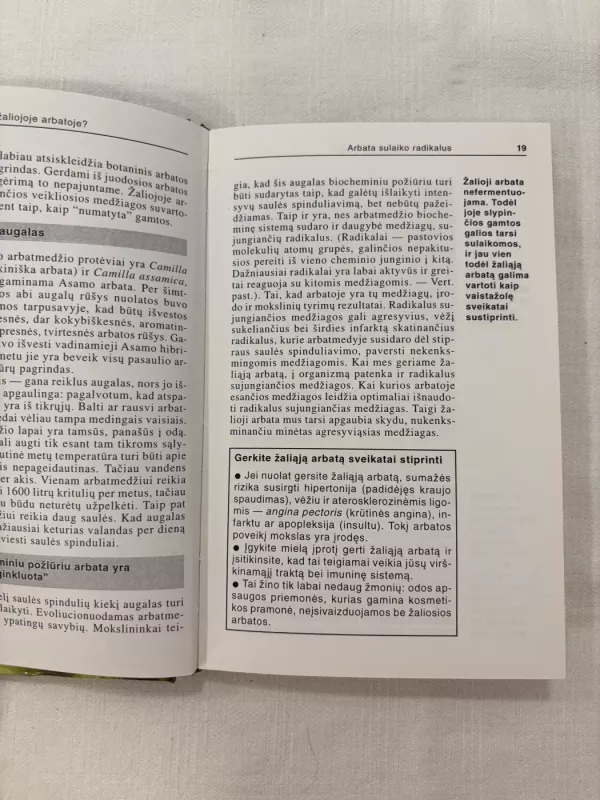 žaliojoje arbatoje?
labiau atsiskleidžia botaninis arbatos
grindas. Gerdami iš juodosios arbatos
gėrimą to nepajuntame. Žaliojoje ar-
čios veikliosios medžiagos suvarto-
ent taip, kaip “numatyta” gamtos.
augalas
o arbatmedžio protėviai yra Camilla
kiniška arbata) ir Camilla assamica,
gaminama Asamo arbata. Per šimt-
os abi augalų rūšys nuolatos buvo
os tarpusavyje, kad būtų išvestos
esnės, dar kokybiškesnės, aromatin-
presnės, tvirtesnės arbatos rūšys. Ga-
vo išvesti vadinamieji Asamo hibri-
metu jie yra beveik visų pasaulio ar-
ūrų pagrindas.
s — gana reiklus augalas, nors jo iš-
apgaulinga: pagalvotum, kad atspa-
yra iš tikrųjų. Balti ar rausvi arbat-
edai vėliau tampa medingais vaisiais.
džio lapai yra tamsūs, panašūs į odą.
ali augti tik esant tam tikroms sąly-
utinė metų temperatūra turi būti apie
s nepageidautinas. Tačiau vandens
er akis. Vienam arbatmedžiui reikia
i 1600 litrų kritulių per metus, tačiau
du neturėtų užpelkėti. Taip pat
žiui reikia daug saulės. Kad augalas
ažiausiai keturias valandas per dieną
viesti saulės spinduliai.
miniu požiūriu arbata yra
ginkluota”
elį saulės spindulių kiekį augalas turi
laikyti. Evoliucionuodamas arbatme-
ypatingų savybių. Mokslininkai tei-
Arbata sulaiko radikalus 19
gia, kad šis augalas biocheminiu požiūriu turi
būti sudarytas taip, kad galėtų išlaikyti inten-
syvų saulės spinduliavimą, bet nebūtų pažei-
džiamas. Taip ir yra, nes arbatmedžio bioche-
minę sistemą sudaro ir daugybė medžiagų, su-
jungiančių radikalus. (Radikalai — pastovios
molekulių atomų grupės, galinčios nepakitu-
sios pereiti iš vieno cheminio junginio į kitą.
Dažniausiai radikalai yra labai aktyvūs ir grei-
tai reaguoja su kitomis medžiagomis. — Vert.
past.). Tai, kad arbatoje yra tų medžiagų, įro-
do ir mokslinių tyrimų rezultatai. Radikalus su-
jungiančios medžiagos gali agresyvius, vėžį
sukeliančius bei širdies infarktą skatinančius
radikalus, kurie arbatmedyje susidaro dėl stip-
raus saulės spinduliavimo, paversti nekenks-
mingomis medžiagomis. Kai mes geriame ža-
liąją arbatą, į organizmą patenka ir radikalus
sujungiančios medžiagos. Kai kurios arbatoje
esančios medžiagos leidžia optimaliai išnaudo-
ti radikalus sujungiančias medžiagas. Taigi ža-
lioji arbata mus tarsi apgaubia skydu, nuken-
sminančiu minėtas agresyviąsias medžiagas.
Žalioji arbata
nefermentuo-
jama. Todėl
joje slypin-
čios gamtos
galios tarsi
sulaikomos,
ir jau vien
todėl žaliąją
arbatą galima
vartoti kaip
vaistažolę
sveikatai
sustiprinti.
Gerkite žaliąją arbatą sveikatai stiprinti
● Jei nuolat gersite žaliąją arbatą, sumažės
rizika susirgti hipertonija (padidėjęs kraujo
spaudimas), vėžiu ir aterosklerozinėmis ligo-
mis — angina pectoris (krūtinės angina), in-
farktu ar apopleksija (insultu). Tokį arbatos
poveikį mokslas yra įrodęs.
● Įgykite mielą įprotį gerti žaliąją arbatą ir
įsitikinsite, kad tai teigiamai veikia jūsų virš-
kinamąjį traktą bei imuninę sistemą.
● Tai žino tik labai nedaug žmonių: odos ap-
saugos priemonės, kurias gamina kosmeti-
kos pramonė, neįsivaizduojamos be žaliosios
arbatos.